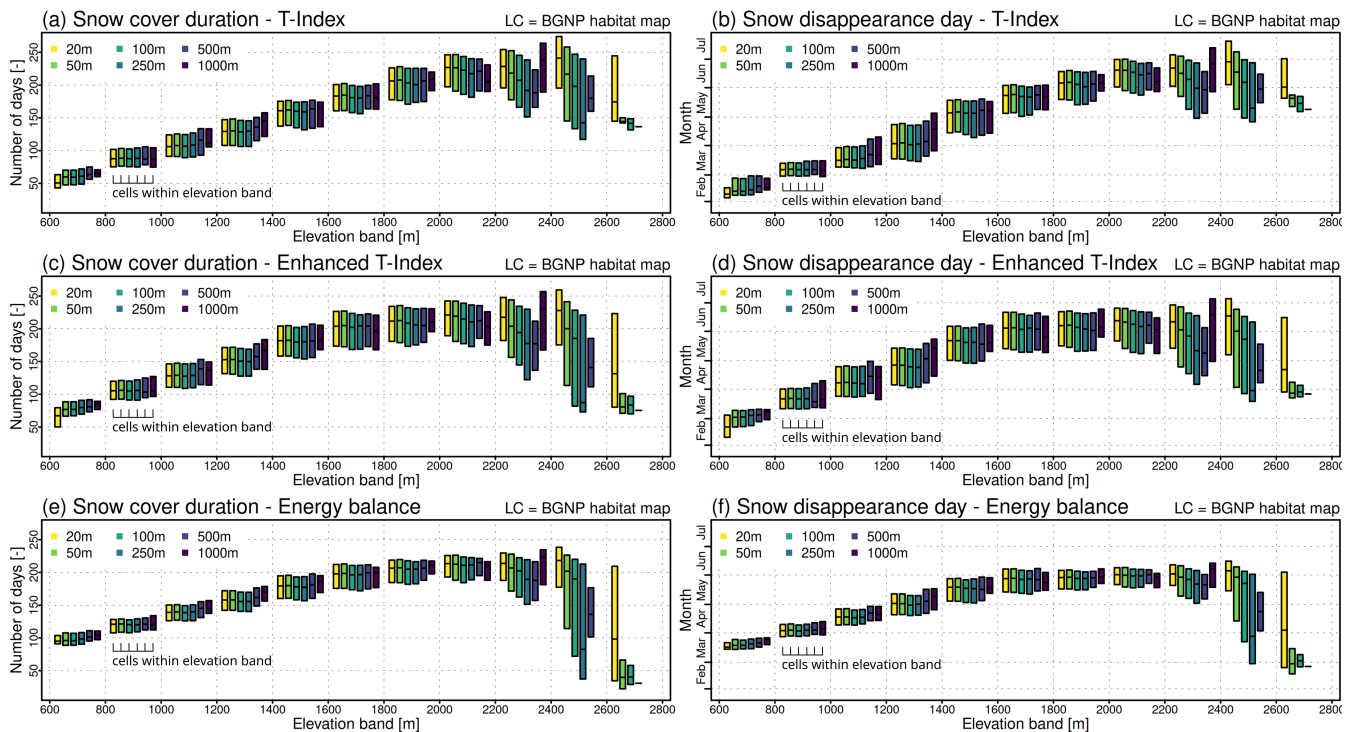 (a) Snow cover duration - T-Index LC = BGNP habitat map
20m 100m 500m
50m 250m 1000m
Number of days [-]
50 100 150 200 250
cells within elevation band
600 800 1000 1200 1400 1600 1800 2000 2200 2400 2600 2800
Elevation band [m]
(b) Snow disappearance day - T-Index LC = BGNP habitat map
20m 100m 500m
50m 250m 1000m
Month
Feb Mar Apr May Jun Jul
cells within elevation band
600 800 1000 1200 1400 1600 1800 2000 2200 2400 2600 2800
Elevation band [m]
(c) Snow cover duration - Enhanced T-Index LC = BGNP habitat map
20m 100m 500m
50m 250m 1000m
Number of days [-]
50 100 150 200 250
cells within elevation band
600 800 1000 1200 1400 1600 1800 2000 2200 2400 2600 2800
Elevation band [m]
(d) Snow disappearance day - Enhanced T-Index LC = BGNP habitat map
20m 100m 500m
50m 250m 1000m
Month
Feb Mar Apr May Jun Jul
cells within elevation band
600 800 1000 1200 1400 1600 1800 2000 2200 2400 2600 2800
Elevation band [m]
(e) Snow cover duration - Energy balance LC = BGNP habitat map
20m 100m 500m
50m 250m 1000m
Number of days [-]
50 100 150 200 250
cells within elevation band
600 800 1000 1200 1400 1600 1800 2000 2200 2400 2600 2800
Elevation band [m]
(f) Snow disappearance day - Energy balance LC = BGNP habitat map
20m 100m 500m
50m 250m 1000m
Month
Feb Mar Apr May Jun Jul
cells within elevation band
600 800 1000 1200 1400 1600 1800 2000 2200 2400 2600 2800
Elevation band [m]